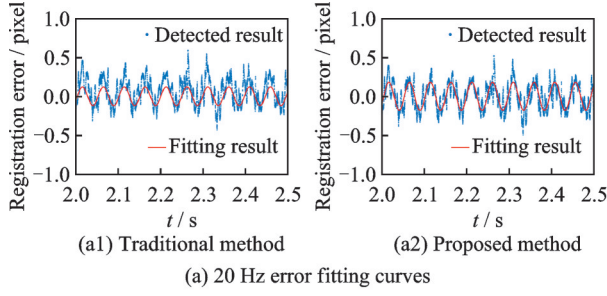 Registration error / pixel
1.0
0.5
0.0
−0.5
−1.0
Detected result
Fitting result
2.0 2.1 2.2 2.3 2.4 2.5
t / s
(a1) Traditional method
Registration error / pixel
1.0
0.5
0.0
−0.5
−1.0
Detected result
Fitting result
2.0 2.1 2.2 2.3 2.4 2.5
t / s
(a2) Proposed method
(a) 20 Hz error fitting curves